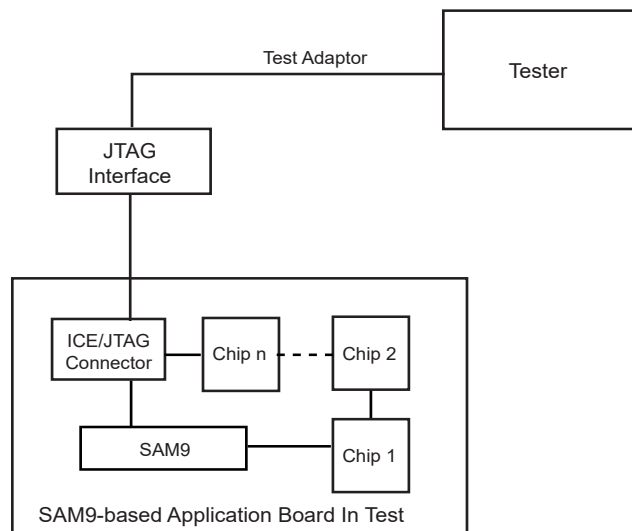 Test Adaptor
Tester
JTAG
Interface
ICE/JTAG
Connector
Chip n
Chip 2
SAM9
Chip 1
SAM9-based Application Board In Test